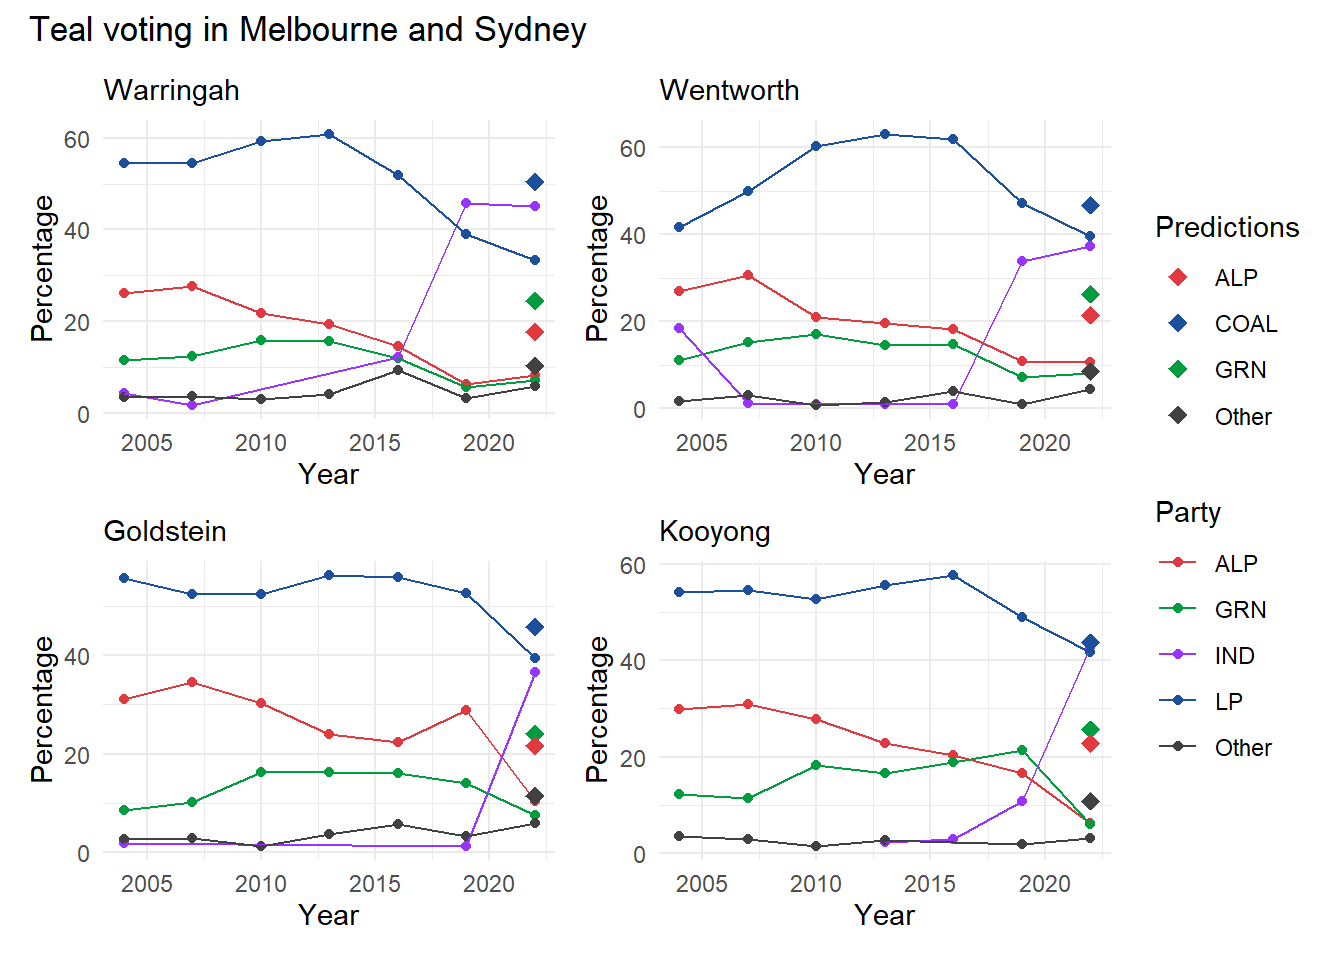 Teal voting in Melbourne and Sydney
Warringah
Percentage
60
40
20
0
2005 2010 2015 2020
Year
Wentworth
Percentage
60
40
20
0
2005 2010 2015 2020
Year
Goldstein
Percentage
40
20
0
2005 2010 2015 2020
Year
Kooyong
Percentage
60
40
20
0
2005 2010 2015 2020
Year
Predictions
ALP
COAL
GRN
Other
Party
ALP
GRN
IND
LP
Other